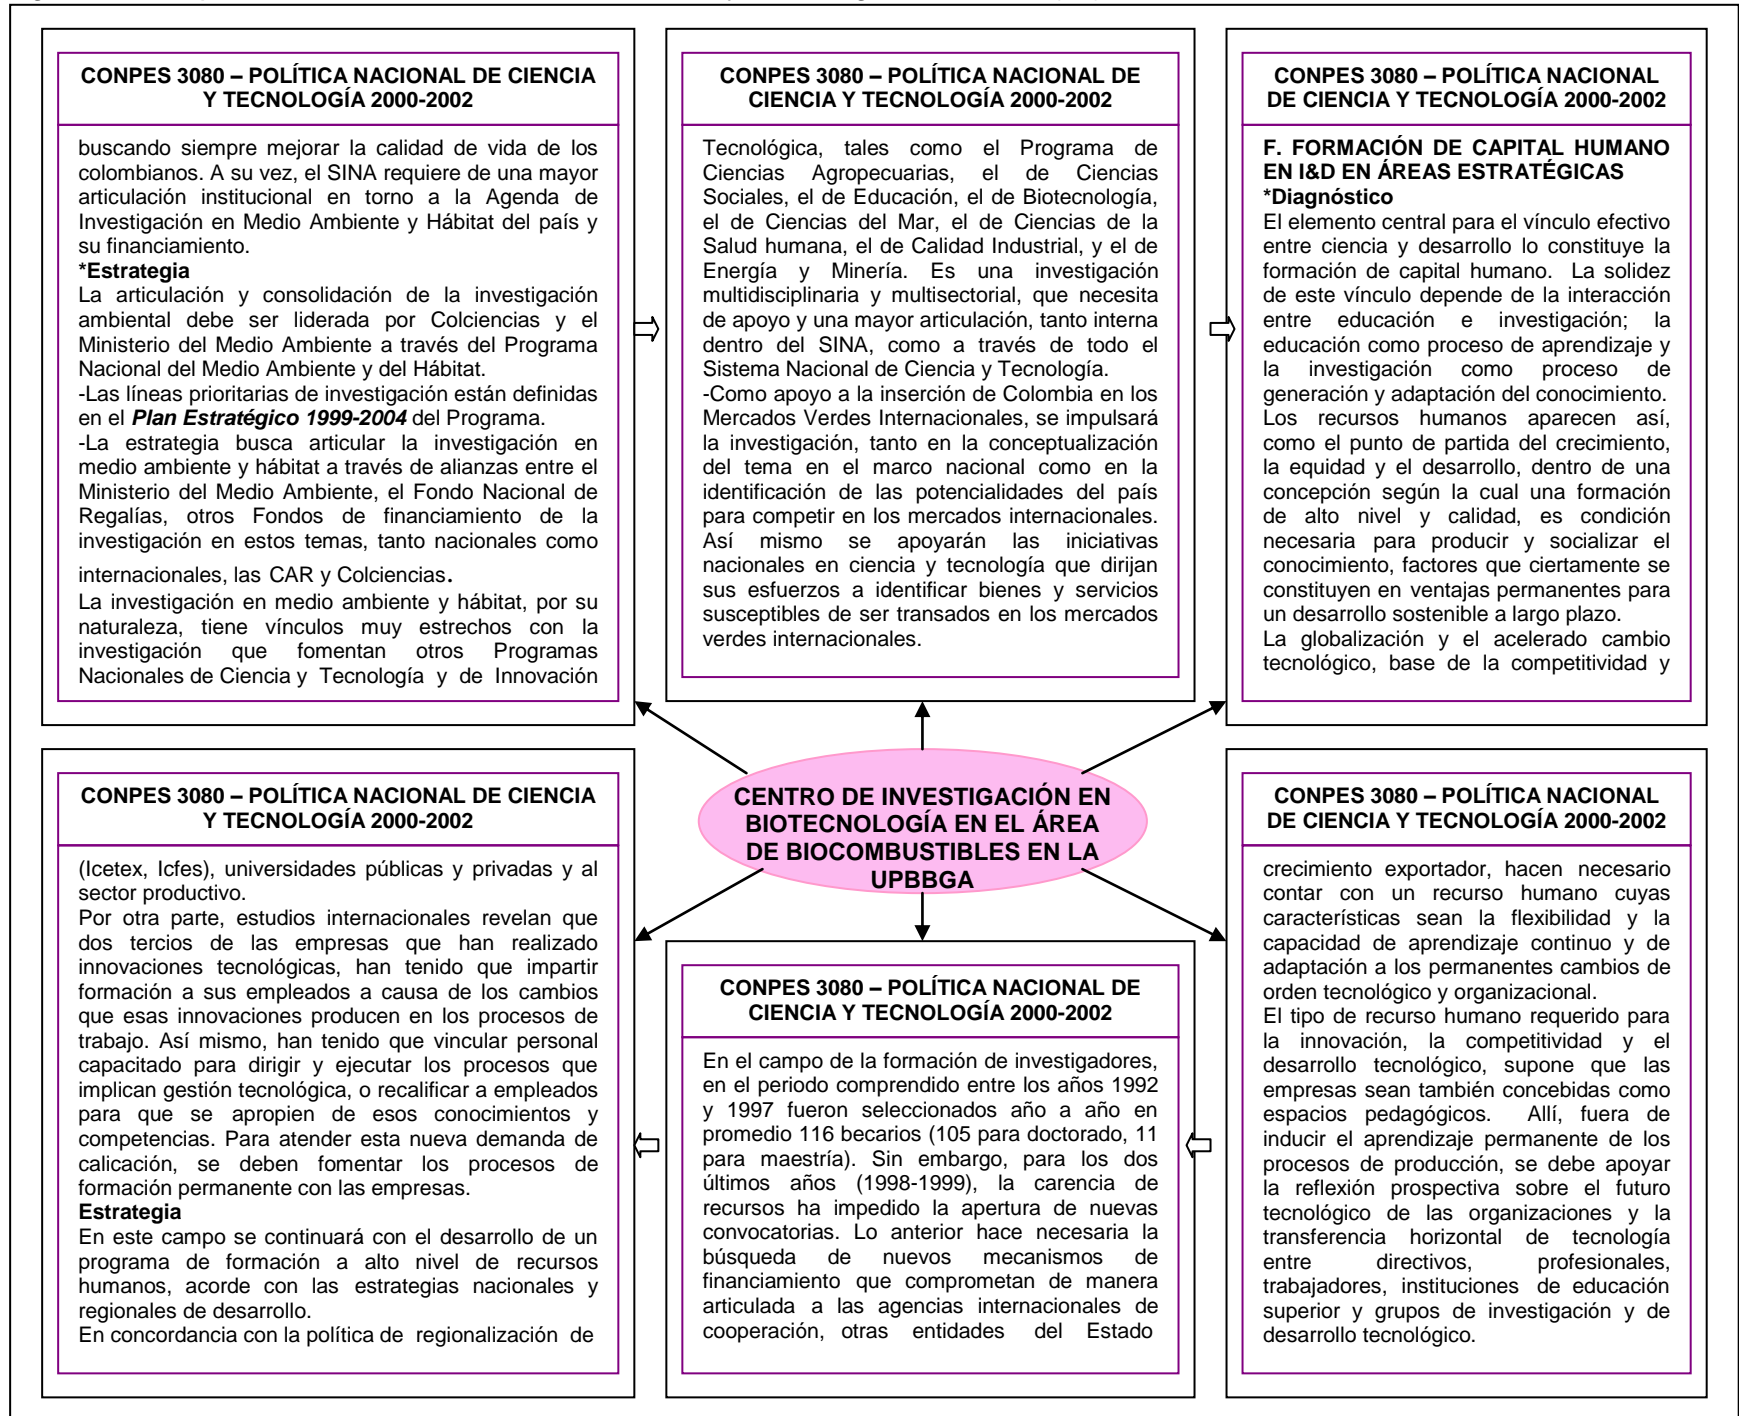 CONPES 3080 – POLÍTICA NACIONAL DE CIENCIA
Y TECNOLOGÍA 2000-2002
buscando siempre mejorar la calidad de vida de los
colombianos. A su vez, el SINA requiere de una mayor
articulación institucional en torno a la Agenda de
Investigación en Medio Ambiente y Hábitat del país y
su financiamiento.
*Estrategia
La articulación y consolidación de la investigación
ambiental debe ser liderada por Colciencias y el
Ministerio del Medio Ambiente a través del Programa
Nacional del Medio Ambiente y del Hábitat.
-Las líneas prioritarias de investigación están definidas
en el Plan Estratégico 1999-2004 del Programa.
-La estrategia busca articular la investigación en
medio ambiente y hábitat a través de alianzas entre el
Ministerio del Medio Ambiente, el Fondo Nacional de
Regalías, otros Fondos de financiamiento de la
investigación en estos temas, tanto nacionales como
internacionales, las CAR y Colciencias.
La investigación en medio ambiente y hábitat, por su
naturaleza, tiene vínculos muy estrechos con la
investigación que fomentan otros Programas
Nacionales de Ciencia y Tecnología y de Innovación
CONPES 3080 – POLÍTICA NACIONAL DE
CIENCIA Y TECNOLOGÍA 2000-2002
Tecnológica, tales como el Programa de
Ciencias Agropecuarias, el de Ciencias
Sociales, el de Educación, el de Biotecnología,
el de Ciencias del Mar, el de Ciencias de la
Salud humana, el de Calidad Industrial, y el de
Energía y Minería. Es una investigación
multidisciplinaria y multisectorial, que necesita
de apoyo y una mayor articulación, tanto interna
dentro del SINA, como a través de todo el
Sistema Nacional de Ciencia y Tecnología.
-Como apoyo a la inserción de Colombia en los
Mercados Verdes Internacionales, se impulsará
la investigación, tanto en la conceptualización
del tema en el marco nacional como en la
identificación de las potencialidades del país
para competir en los mercados internacionales.
Así mismo se apoyarán las iniciativas
nacionales en ciencia y tecnología que dirijan
sus esfuerzos a identificar bienes y servicios
susceptibles de ser transados en los mercados
verdes internacionales.
CONPES 3080 – POLÍTICA NACIONAL
DE CIENCIA Y TECNOLOGÍA 2000-2002
F. FORMACIÓN DE CAPITAL HUMANO
EN I&D EN ÁREAS ESTRATÉGICAS
*Diagnóstico
El elemento central para el vínculo efectivo
entre ciencia y desarrollo lo constituye la
formación de capital humano. La solidez
de este vínculo depende de la interacción
entre educación e investigación; la
educación como proceso de aprendizaje y
la investigación como proceso de
generación y adaptación del conocimiento.
Los recursos humanos aparecen así,
como el punto de partida del crecimiento,
la equidad y el desarrollo, dentro de una
concepción según la cual una formación
de alto nivel y calidad, es condición
necesaria para producir y socializar el
conocimiento, factores que ciertamente se
constituyen en ventajas permanentes para
un desarrollo sostenible a largo plazo.
La globalización y el acelerado cambio
tecnológico, base de la competitividad y
CENTRO DE INVESTIGACIÓN EN
BIOTECNOLOGÍA EN EL ÁREA
DE BIOCOMBUSTIBLES EN LA
UPBBGA
CONPES 3080 – POLÍTICA NACIONAL DE CIENCIA
Y TECNOLOGÍA 2000-2002
(Icetex, Icfes), universidades públicas y privadas y al
sector productivo.
Por otra parte, estudios internacionales revelan que
dos tercios de las empresas que han realizado
innovaciones tecnológicas, han tenido que impartir
formación a sus empleados a causa de los cambios
que esas innovaciones producen en los procesos de
trabajo. Así mismo, han tenido que vincular personal
capacitado para dirigir y ejecutar los procesos que
implican gestión tecnológica, o recalificar a empleados
para que se apropien de esos conocimientos y
competencias. Para atender esta nueva demanda de
calicación, se deben fomentar los procesos de
formación permanente con las empresas.
Estrategia
En este campo se continuará con el desarrollo de un
programa de formación a alto nivel de recursos
humanos, acorde con las estrategias nacionales y
regionales de desarrollo.
En concordancia con la política de regionalización de
CONPES 3080 – POLÍTICA NACIONAL DE
CIENCIA Y TECNOLOGÍA 2000-2002
En el campo de la formación de investigadores,
en el periodo comprendido entre los años 1992
y 1997 fueron seleccionados año a año en
promedio 116 becarios (105 para doctorado, 11
para maestría). Sin embargo, para los dos
últimos años (1998-1999), la carencia de
recursos ha impedido la apertura de nuevas
convocatorias. Lo anterior hace necesaria la
búsqueda de nuevos mecanismos de
financiamiento que comprometan de manera
articulada a las agencias internacionales de
cooperación, otras entidades del Estado
CONPES 3080 – POLÍTICA NACIONAL
DE CIENCIA Y TECNOLOGÍA 2000-2002
crecimiento exportador, hacen necesario
contar con un recurso humano cuyas
características sean la flexibilidad y la
capacidad de aprendizaje continuo y de
adaptación a los permanentes cambios de
orden tecnológico y organizacional.
El tipo de recurso humano requerido para
la innovación, la competitividad y el
desarrollo tecnológico, supone que las
empresas sean también concebidas como
espacios pedagógicos. Allí, fuera de
inducir el aprendizaje permanente de los
procesos de producción, se debe apoyar
la reflexión prospectiva sobre el futuro
tecnológico de las organizaciones y la
transferencia horizontal de tecnología
entre directivos, profesionales,
trabajadores, instituciones de educación
superior y grupos de investigación y de
desarrollo tecnológico.